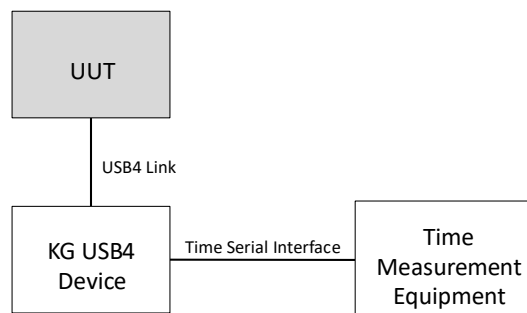 UUT
USB4 Link
KG USB4
Device
Time Serial Interface
Time
Measurement
Equipment